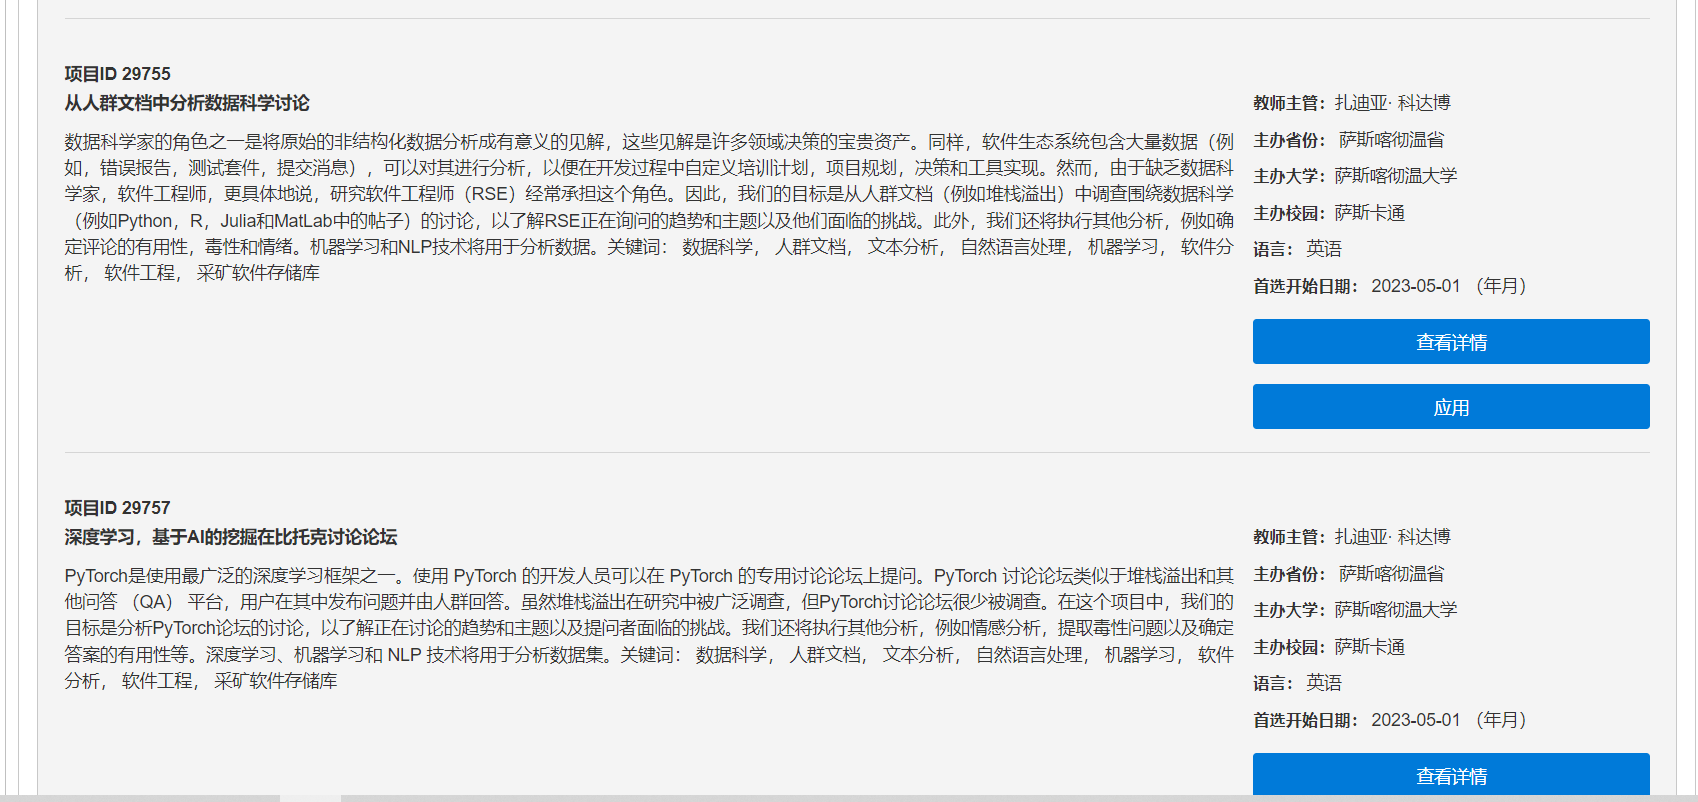 项目ID 29755
从人群文档中分析数据科学讨论
数据科学家的角色之一是将原始的非结构化数据分析成有意义的见解，这些见解是许多领域决策的宝贵资产。同样，软件生态系统包含大量数据（例
如，错误报告，测试套件，提交消息），可以对其进行分析，以便在开发过程中自定义培训计划，项目规划，决策和工具实现。然而，由于缺乏数据科
学家，软件工程师，更具体地说，研究软件工程师（RSE）经常承担这个角色。因此，我们的目标是从人群文档（例如堆栈溢出）中调查围绕数据科学
（例如Python，R，Julia和MatLab中的帖子）的讨论，以了解RSE正在询问的趋势和主题以及他们面临的挑战。此外，我们还将执行其他分析，例如确
定评论的有用性，毒性和情绪。机器学习和NLP技术将用于分析数据。关键词： 数据科学， 人群文档， 文本分析， 自然语言处理， 机器学习， 软件分
析， 软件工程， 采矿软件存储库
教师主管：扎迪亚· 科达博
主办省份： 萨斯喀彻温省
主办大学：萨斯喀彻温大学
主办校园：萨斯卡通
语言： 英语
首选开始日期： 2023-05-01 （年月）
查看详情
应用
项目ID 29757
深度学习，基于AI的挖掘在比托克讨论论坛
PyTorch是使用最广泛的深度学习框架之一。使用 PyTorch 的开发人员可以在 PyTorch 的专用讨论论坛上提问。PyTorch 讨论论坛类似于堆栈溢出和其
他问答 （QA） 平台，用户在其中发布问题并由人群回答。虽然堆栈溢出在研究中被广泛调查，但PyTorch讨论论坛很少被调查。在这个项目中，我们的
目标是分析PyTorch论坛的讨论，以了解正在讨论的趋势和主题以及提问者面临的挑战。我们还将执行其他分析，例如情感分析，提取毒性问题以及确定
答案的有用性等。深度学习、机器学习和 NLP 技术将用于分析数据集。关键词： 数据科学， 人群文档， 文本分析， 自然语言处理， 机器学习， 软件
分析， 软件工程， 采矿软件存储库
教师主管：扎迪亚· 科达博
主办省份： 萨斯喀彻温省
主办大学：萨斯喀彻温大学
主办校园：萨斯卡通
语言： 英语
首选开始日期： 2023-05-01 （年月）
查看详情